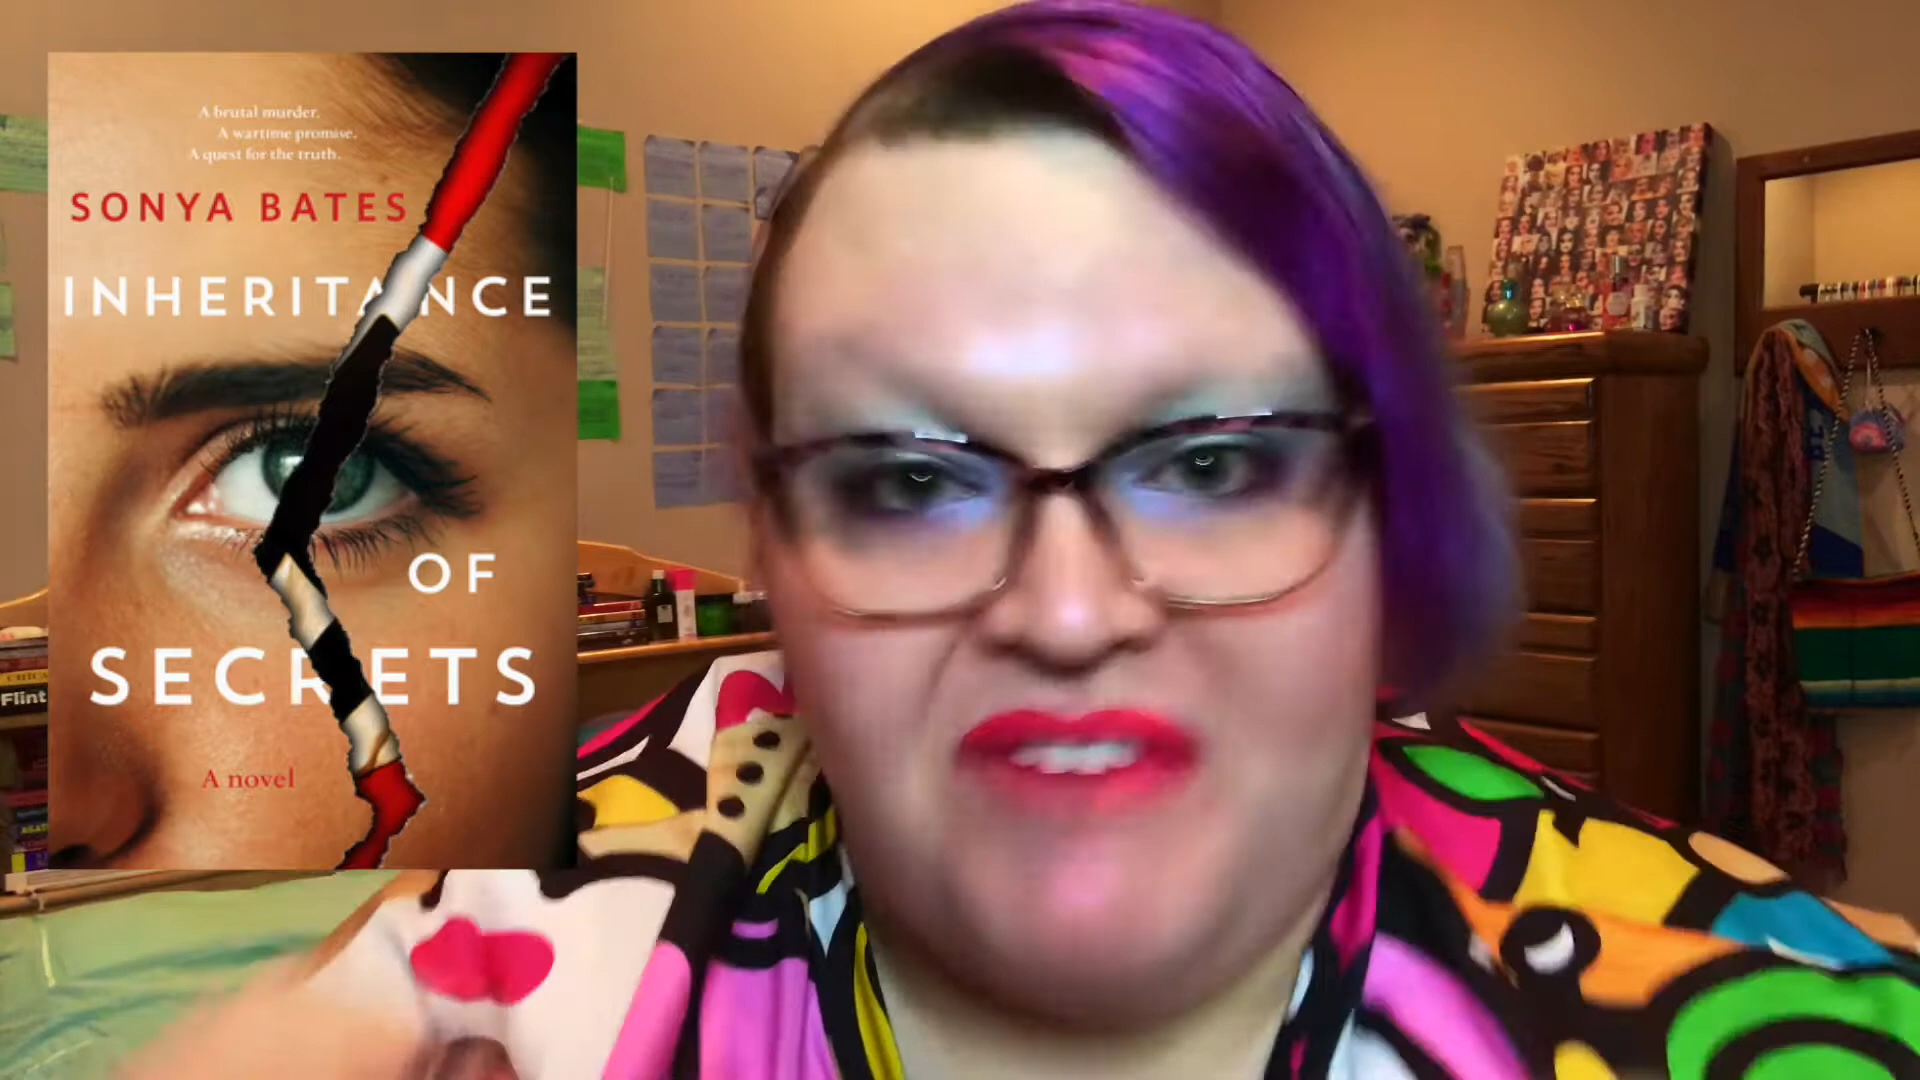 A brutal murder.
A wartime promise.
A quest for the truth.
SONYA BATES
INHERITANCE
OF
SECRETS
A novel
Flint